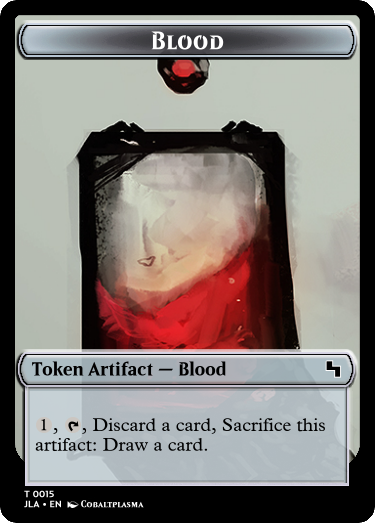 Blood
Token Artifact — Blood
1, , Discard a card, Sacrifice this
artifact: Draw a card.
T 0015
JLA • EN Cobaltplasma